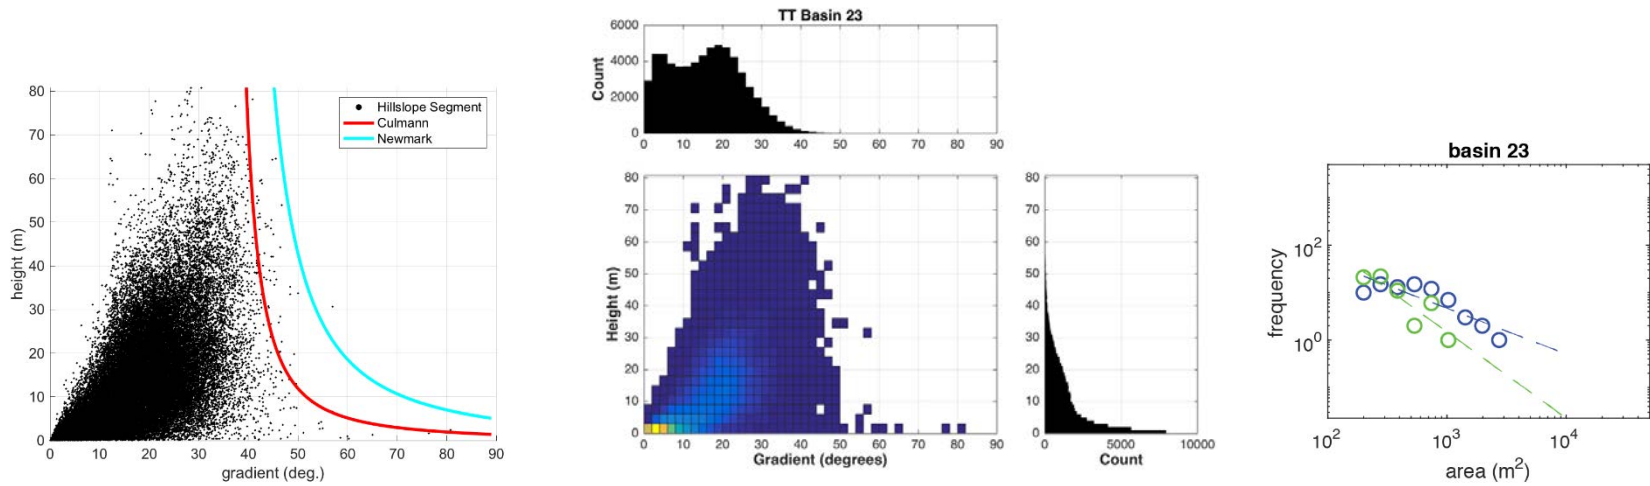 80
70
60
50
40
30
20
10
0
height (m)
Hillslope Segment
Culmann
Newmark
0 10 20 30 40 50 60 70 80 90
gradient (deg.)
TT Basin 23
6000
4000
2000
0
Count
0 10 20 30 40 50 60 70 80 90
80
70
60
50
40
30
20
10
0
Height (m)
0 10 20 30 40 50 60 70 80 90
Gradient (degrees)
80
70
60
50
40
30
20
10
0
0 5000 10000
Count
basin 23
10²
10⁰
frequency
10² 10³ 10⁴
area (m²)